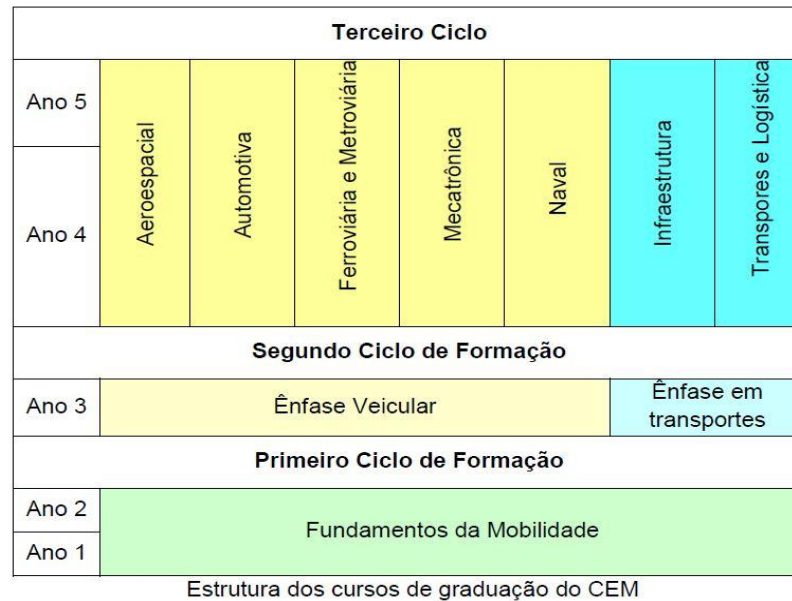 Terceiro Ciclo
Ano 5
Ano 4
Aeroespacial
Automotiva
Ferroviária e Metroviária
Mecatrônica
Naval
Infraestrutura
Transpores e Logística
Segundo Ciclo de Formação
Ano 3
Ênfase Veicular
Ênfase em
transportes
Primeiro Ciclo de Formação
Ano 2
Ano 1
Fundamentos da Mobilidade
Estrutura dos cursos de graduação do CEM